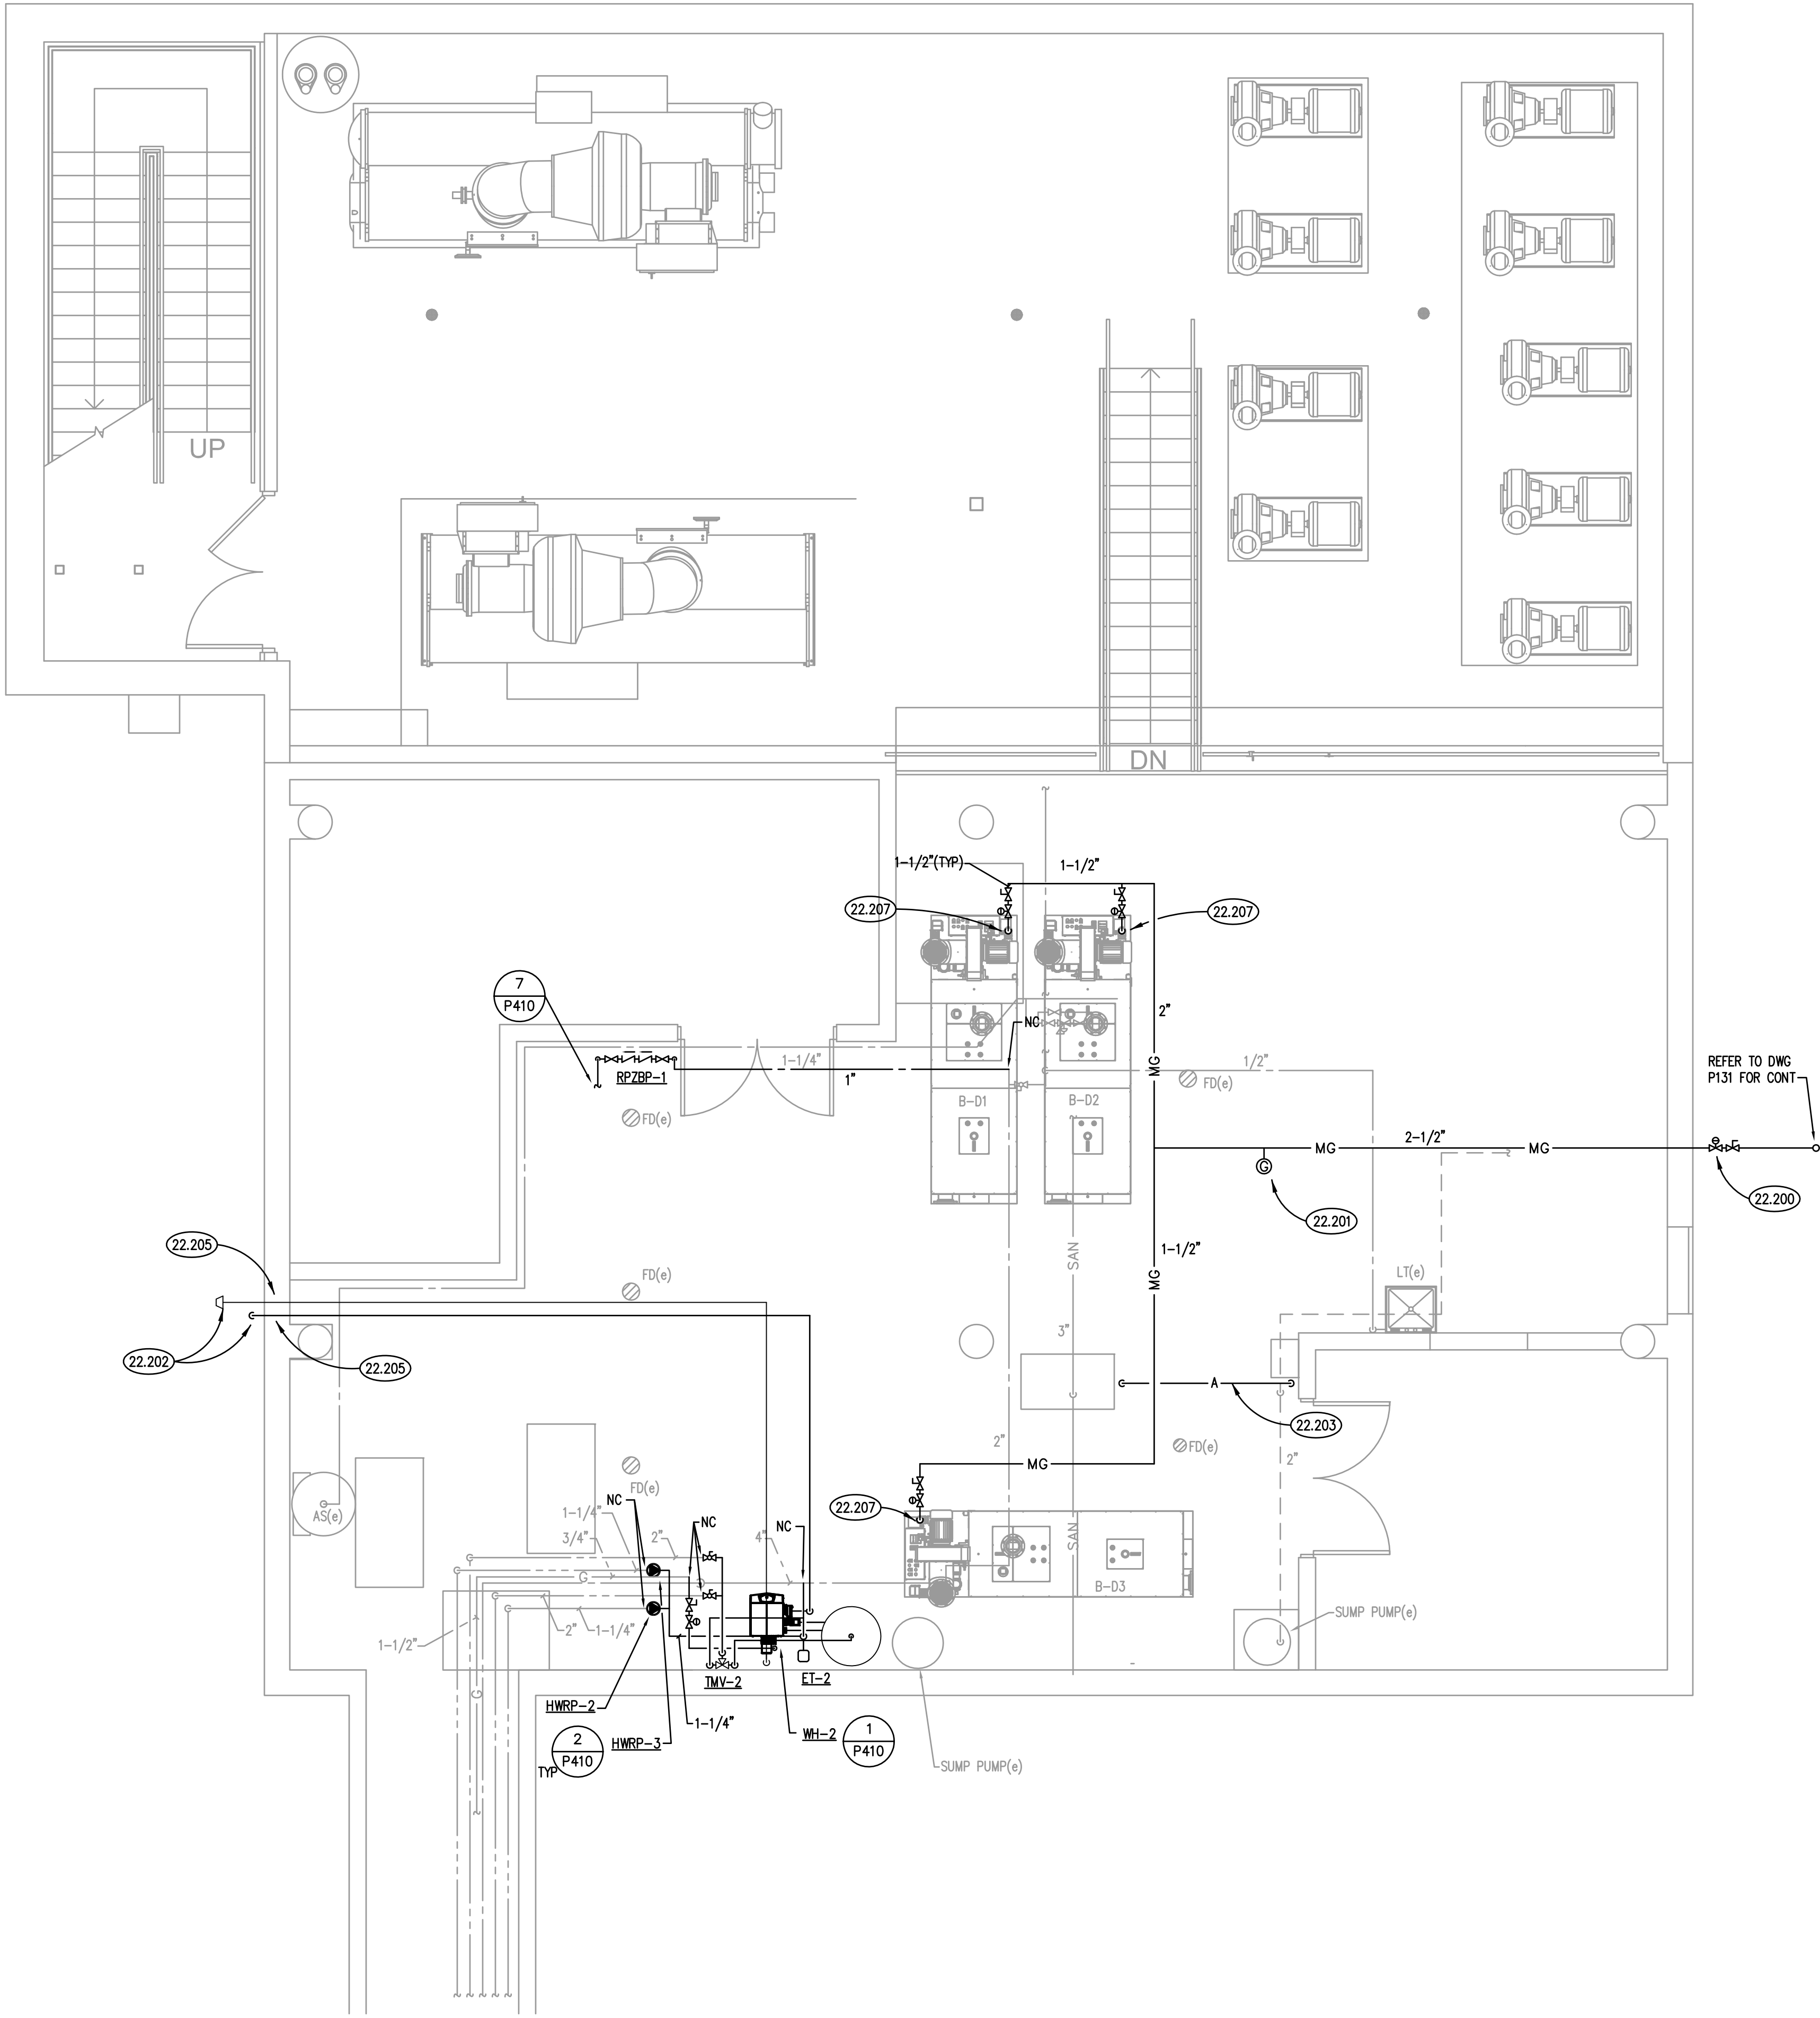 UP
DN
1-1/2"(TYP)
1-1/2"
22.207
22.207
7
P410
2"
NC
MG
1-1/4"
1/2"
RPZBP-1
1"
REFER TO DWG
P131 FOR CONT
FD(e)
B-D1
B-D2
FD(e)
MG
2-1/2"
MG
G
22.200
22.201
22.205
1-1/2"
SAN
MG
FD(e)
LT(e)
3"
22.202
22.205
A
22.203
2"
FD(e)
2"
MG
FD(e)
AS(e)
NC
22.207
1-1/4"
NC
NC
3/4"
2"
4"
SAN
G
B-D3
2"
1-1/4"
SUMP PUMP(e)
1-1/2"
G
TMV-2
ET-2
HWRP-2
1-1/4"
WH-2
1
P410
2
P410
TYP
HWRP-3
SUMP PUMP(e)